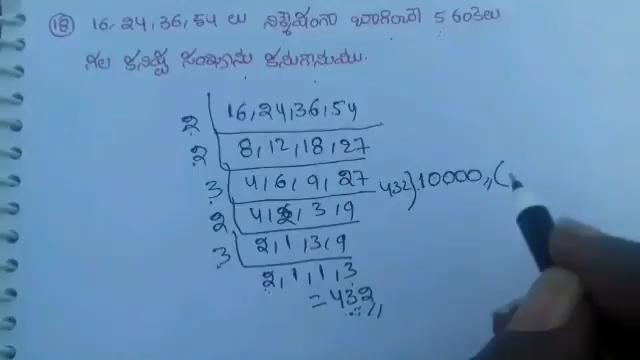 18 16, 24, 36, 54 లు నిశ్శేషంగా భాగించే 5 అంకెలు
గల కనిష్ఠ సంఖ్యను కనుగొనుము.
2 16, 24, 36, 54
2 8, 12, 18, 27
3 4, 6, 9, 27 432) 10000,, (
2 4, 2, 3, 9
3 2, 1, 3, 9
2, 1, 1, 3
= 432,,